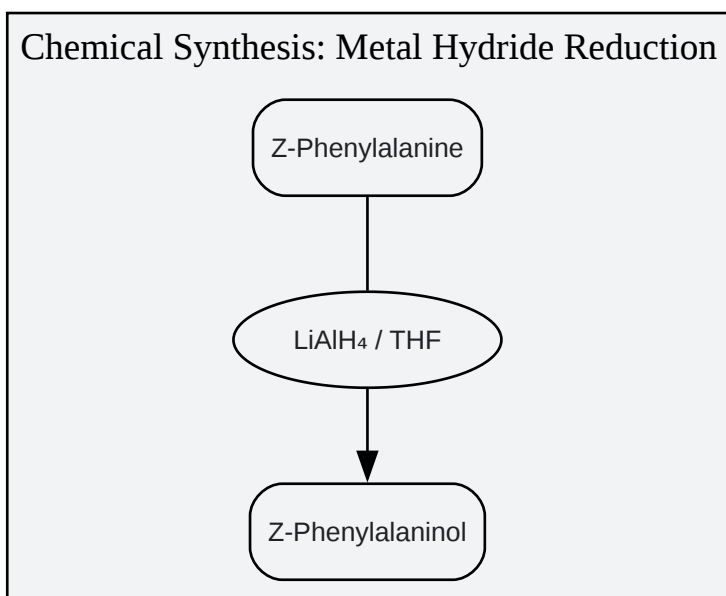 Chemical Synthesis: Metal Hydride Reduction
Z-Phenylalanine
LiAlH₄ / THF
Z-Phenylalaninol